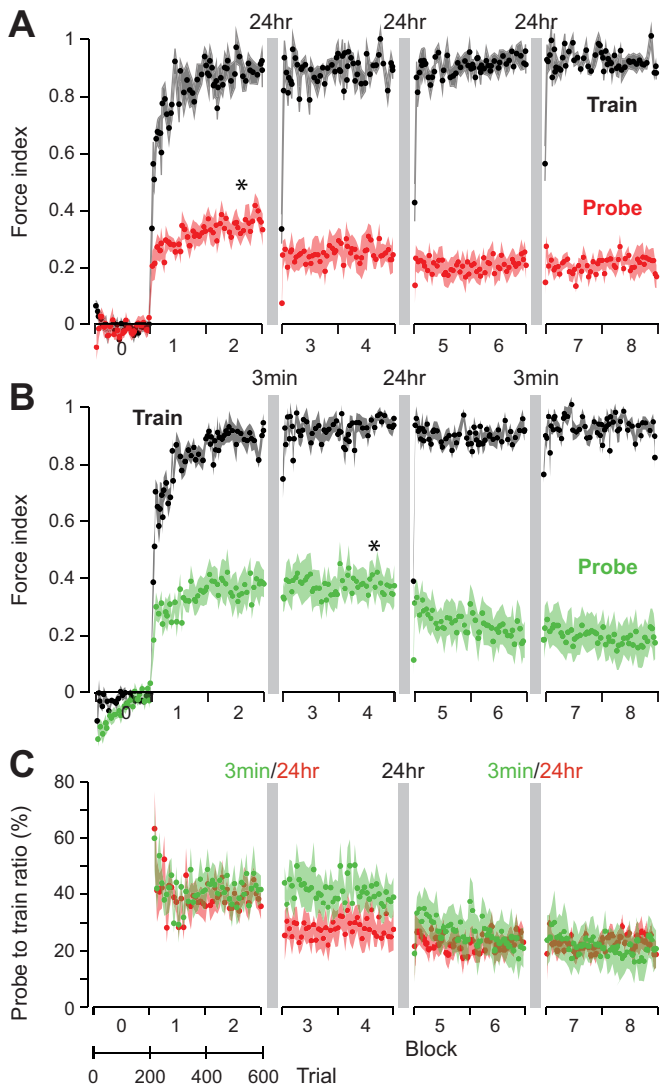 A
24hr 24hr 24hr
1
0.8
0.6
0.4
0.2
0
Force index
Train
*
Probe
0 1 2 3 4 5 6 7 8
B
3min 24hr 3min
1
0.8
0.6
0.4
0.2
0
Force index
Train
*
Probe
0 1 2 3 4 5 6 7 8
C
3min/24hr 24hr 3min/24hr
80
60
40
20
0
Probe to train ratio (%)
0 1 2 3 4 5 6 7 8
Block
0 200 400 600
Trial